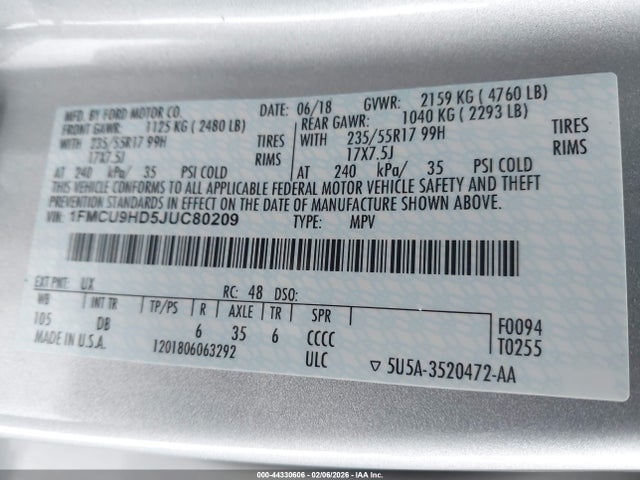 MFD. BY FORD MOTOR CO. DATE: 06/18 GVWR: 2159 KG ( 4760 LB)
FRONT GAWR: 1125 KG ( 2480 LB) REAR GAWR: 1040 KG ( 2293 LB)
WITH 235/55R17 99H TIRES WITH 235/55R17 99H TIRES
17X7.5J RIMS 17X7.5J RIMS
AT 240 kPa/ 35 PSI COLD AT 240 kPa/ 35 PSI COLD
THIS VEHICLE CONFORMS TO ALL APPLICABLE FEDERAL MOTOR VEHICLE SAFETY AND THEFT
PREVENTION STANDARDS IN EFFECT ON THE DATE OF MANUFACTURE SHOWN ABOVE.
VIN: 1FMCU9HD5JUC80209 TYPE: MPV
EXT PNT: UX RC: 48 DSO:
WB INT TR TP/PS R AXLE TR SPR
105 DB 6 35 6 CCCC F0094
MADE IN U.S.A. 1201806063292 ULC T0255
▽ 5U5A-3520472-AA
000-44330606 - 02/06/2026 - IAA Inc.